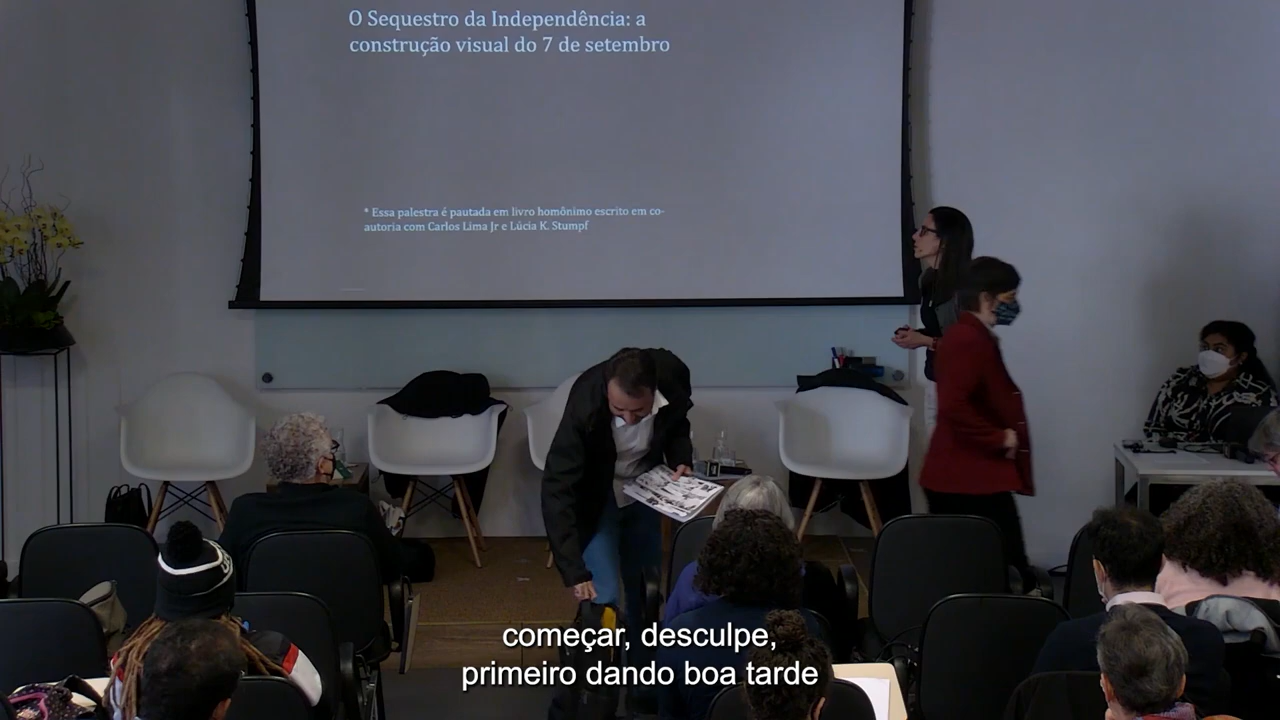 O Sequestro da Independência: a
construção visual do 7 de setembro
* Essa palestra é pautada em livro homônimo escrito em co-
autoria com Carlos Lima Jr e Lúcia K. Stumpf
começar, desculpe,
primeiro dando boa tarde